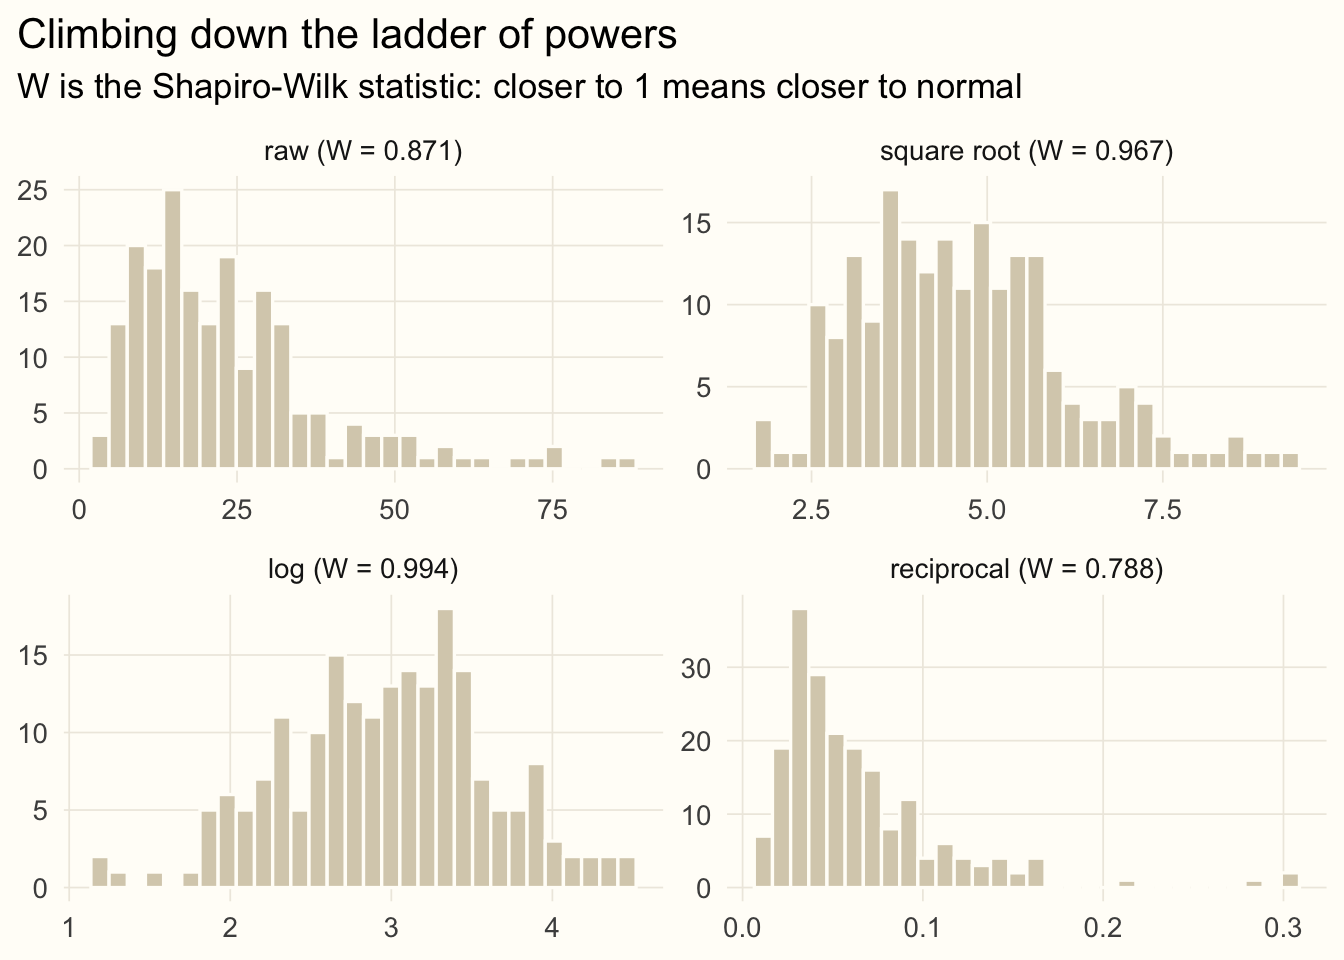 Climbing down the ladder of powers
W is the Shapiro-Wilk statistic: closer to 1 means closer to normal
raw (W = 0.871)
25
20
15
10
5
0
0 25 50 75
square root (W = 0.967)
15
10
5
0
2.5 5.0 7.5
log (W = 0.994)
15
10
5
0
1 2 3 4
reciprocal (W = 0.788)
30
20
10
0
0.0 0.1 0.2 0.3